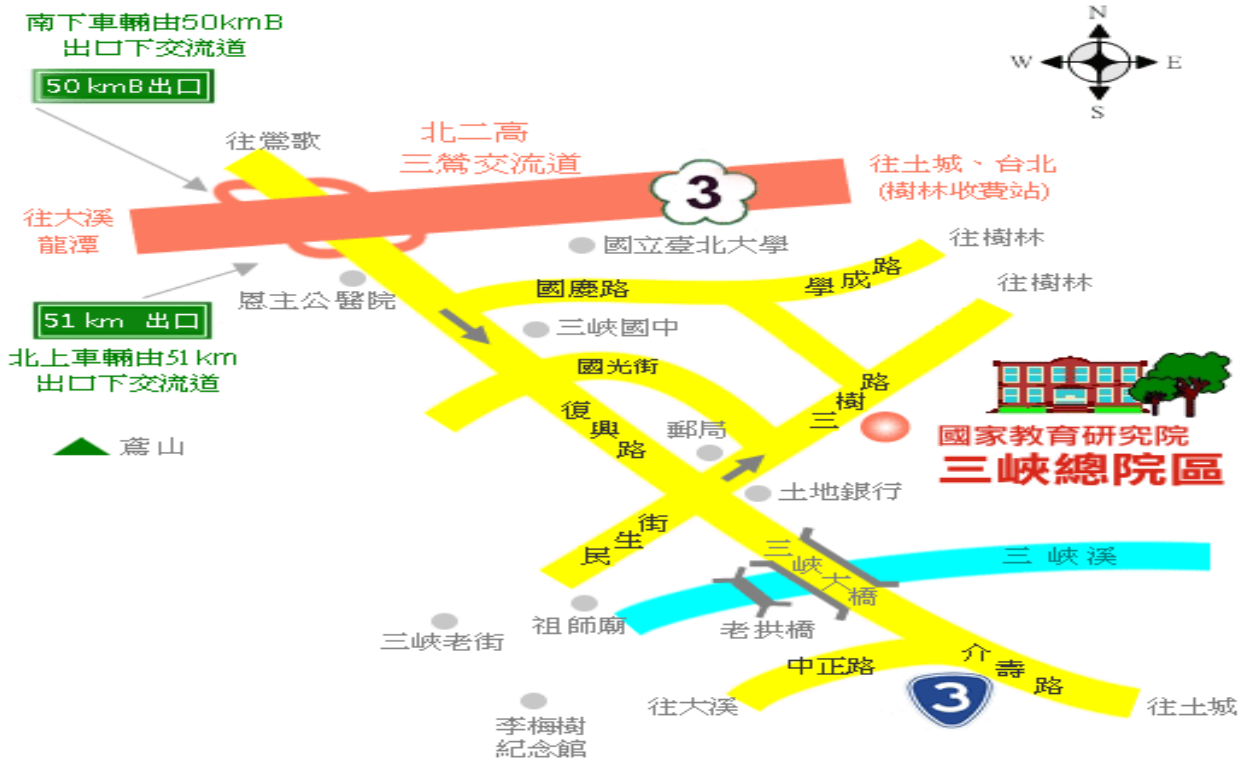 南下車輛由50kmB
出口下交流道
50 kmB出口
N
W
E
S
往鶯歌
北二高
三鶯交流道
3
往土城、台北
(樹林收費站)
往大溪
龍潭
國立臺北大學
往樹林
往樹林
恩主公醫院
國慶路
學成路
51 km 出口
三峽國中
北上車輛由51km
出口下交流道
國光街
復興路
三樹路
郵局
鳶山
國家教育研究院
三峽總院區
土地銀行
民生街
三峽大橋
三峽溪
祖師廟
老拱橋
三峽老街
中正路
介壽路
3
往大溪
往土城
李梅樹
紀念館